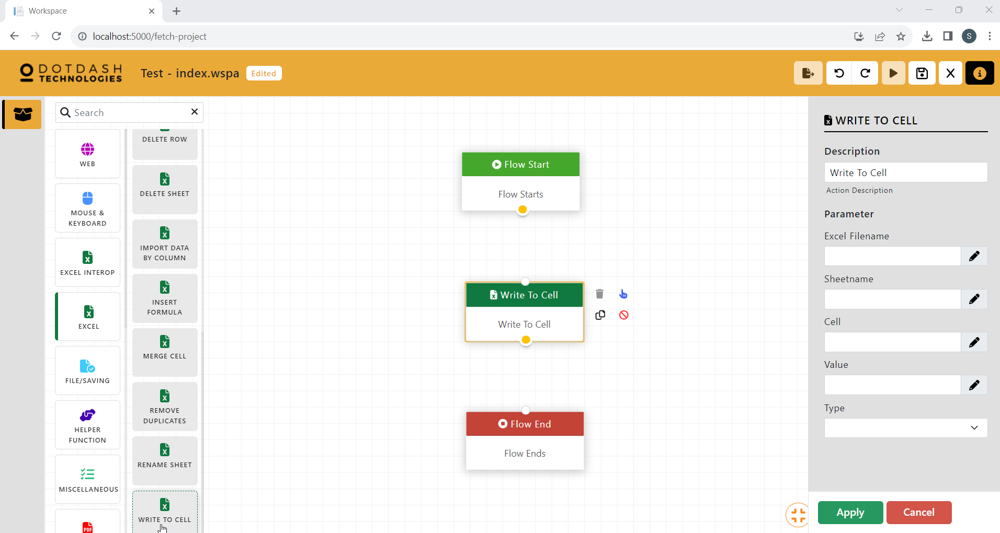 Workspace
localhost:5000/fetch-project
S
DOTDASH
TECHNOLOGIES
Test - index.wspa
Edited
Search
WEB
MOUSE &
KEYBOARD
EXCEL INTEROP
EXCEL
FILE/SAVING
HELPER
FUNCTION
MISCELLANEOUS
PDF
DELETE ROW
DELETE SHEET
IMPORT DATA
BY COLUMN
INSERT
FORMULA
MERGE CELL
REMOVE
DUPLICATES
RENAME SHEET
WRITE TO CELL
Flow Start
Flow Starts
Write To Cell
Write To Cell
Flow End
Flow Ends
WRITE TO CELL
Description
Write To Cell
Action Description
Parameter
Excel Filename
Sheetname
Cell
Value
Type
Apply
Cancel